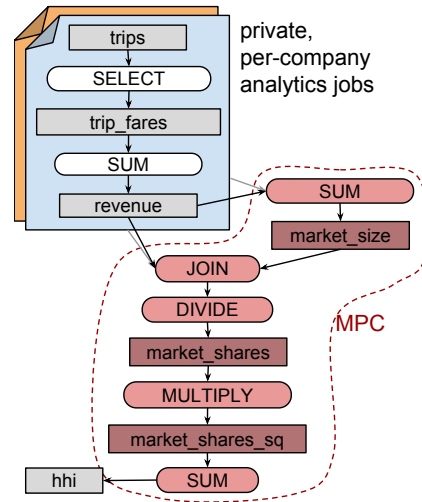 trips
private,
per-company
analytics jobs
SELECT
trip_fares
SUM
revenue
SUM
market_size
JOIN
DIVIDE
MPC
market_shares
MULTIPLY
market_shares_sq
hhi
SUM